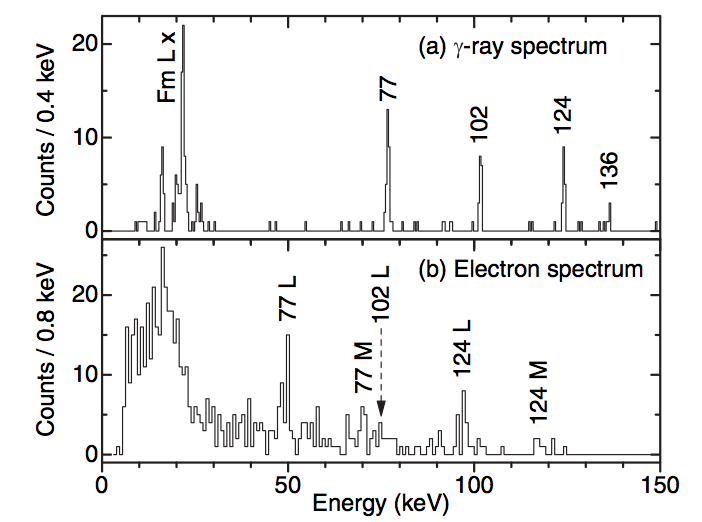 (a) γ-ray spectrum
Counts / 0.4 keV
20
10
0
Fm L x
77
102
124
136
(b) Electron spectrum
Counts / 0.8 keV
20
10
0
77 L
77 M
102 L
124 L
124 M
0
50
100
150
Energy (keV)